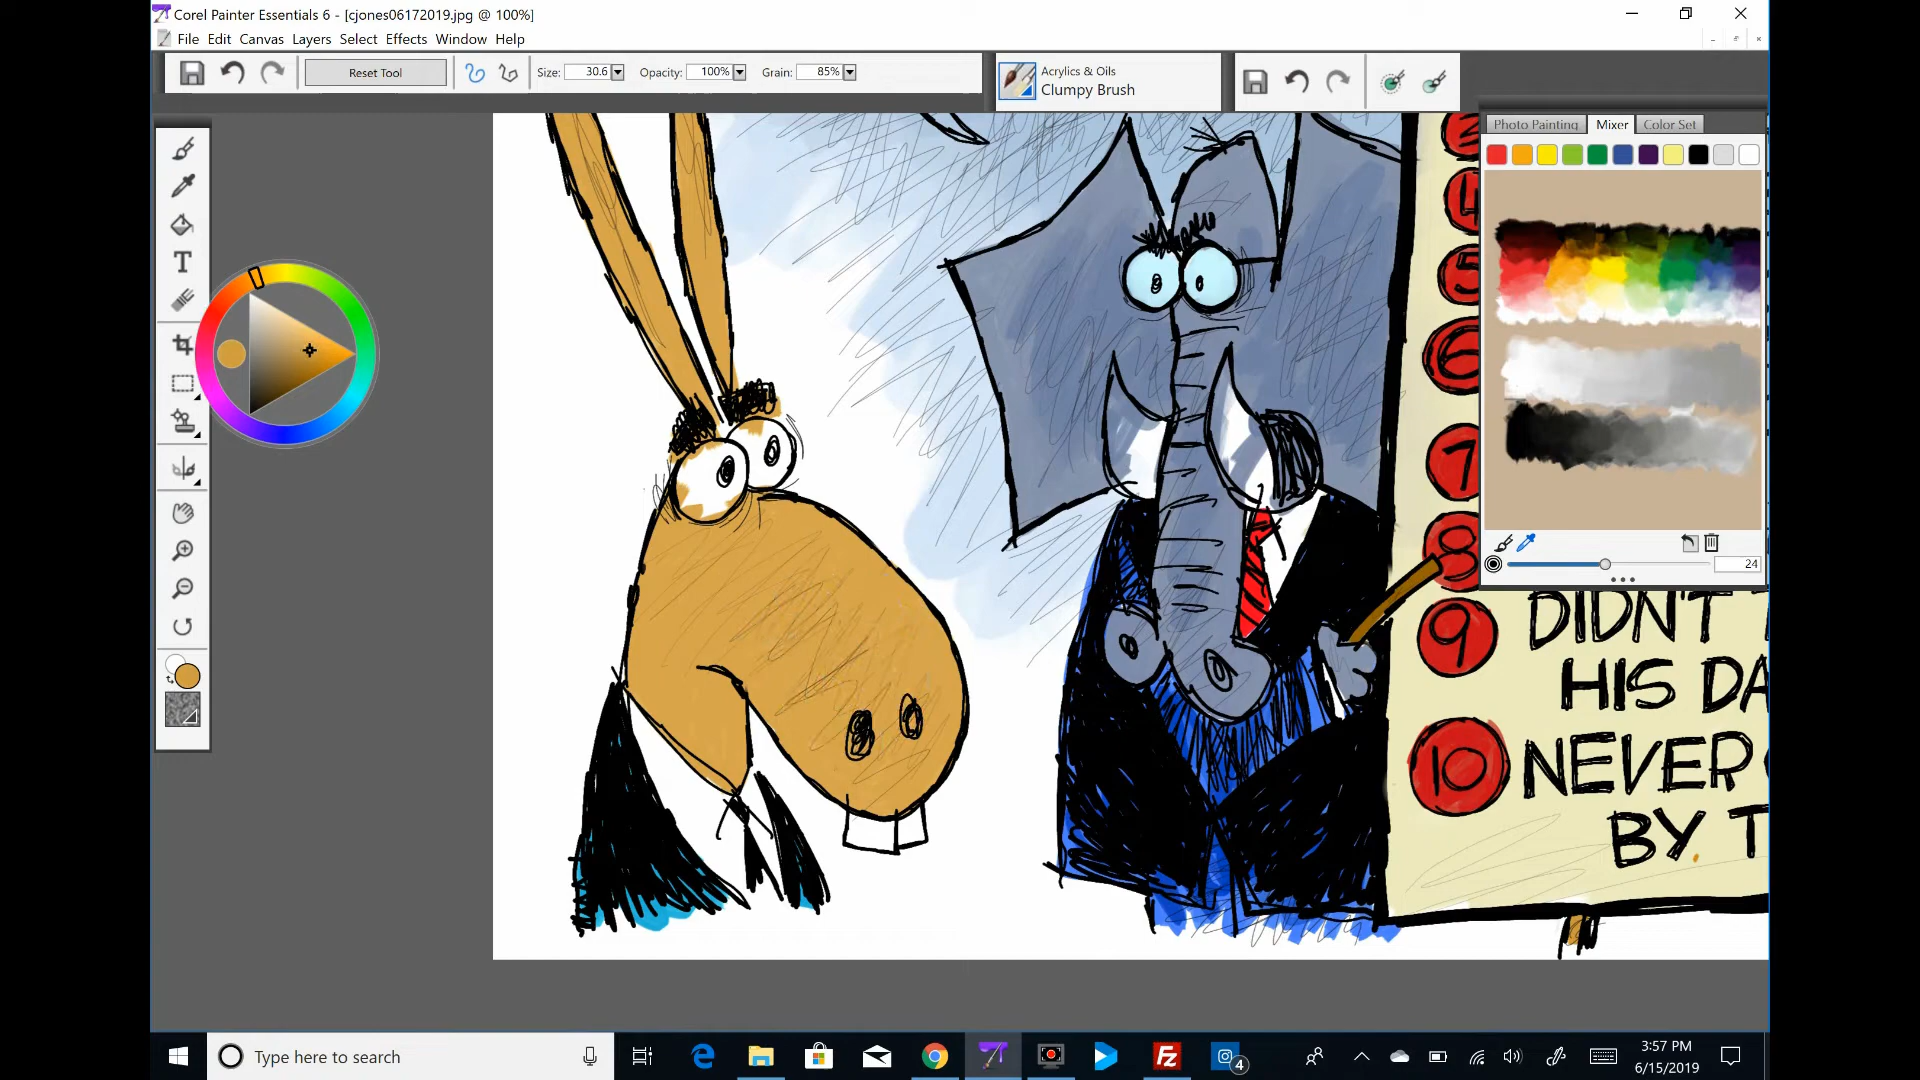 Corel Painter Essentials 6 - [cjones06172019.jpg @ 100%]
File Edit Canvas Layers Select Effects Window Help
Reset Tool
Size: 30.6
Opacity: 100%
Grain: 85%
Acrylics & Oils
Clumpy Brush
Photo Painting
Mixer
Color Set
24
5
6
7
8
9 DIDN'T
HIS
10 NEVER
BY
Type here to search
4
3:57 PM
6/15/2019